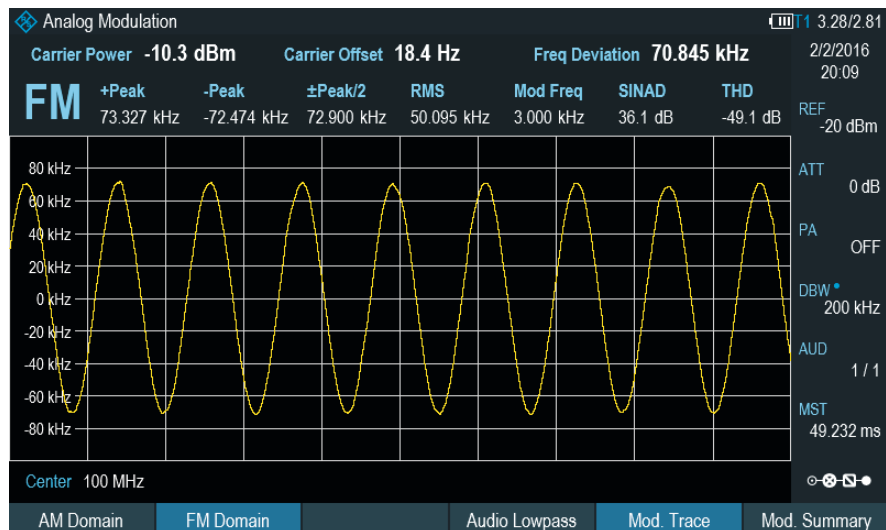 Analog Modulation
T1 3.28/2.81
Carrier Power -10.3 dBm Carrier Offset 18.4 Hz Freq Deviation 70.845 kHz
2/2/2016
20:09
FM
+Peak -Peak ±Peak/2 RMS Mod Freq SINAD THD
73.327 kHz -72.474 kHz 72.900 kHz 50.095 kHz 3.000 kHz 36.1 dB -49.1 dB
REF
-20 dBm
ATT
0 dB
PA
OFF
DBW
200 kHz
AUD
1 / 1
MST
49.232 ms
80 kHz
60 kHz
40 kHz
20 kHz
0 kHz
-20 kHz
-40 kHz
-60 kHz
-80 kHz
Center 100 MHz
AM Domain FM Domain Audio Lowpass Mod. Trace Mod. Summary